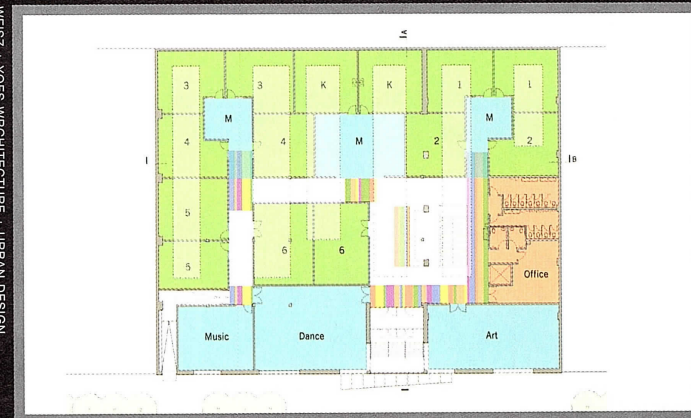 WEISZ + YOES ARCHITECTURE + URBAN DESIGN
A
3 3 K K 1 1
M M M
4 4 2 2
B
5 6 6
5
Office
Music Dance Art